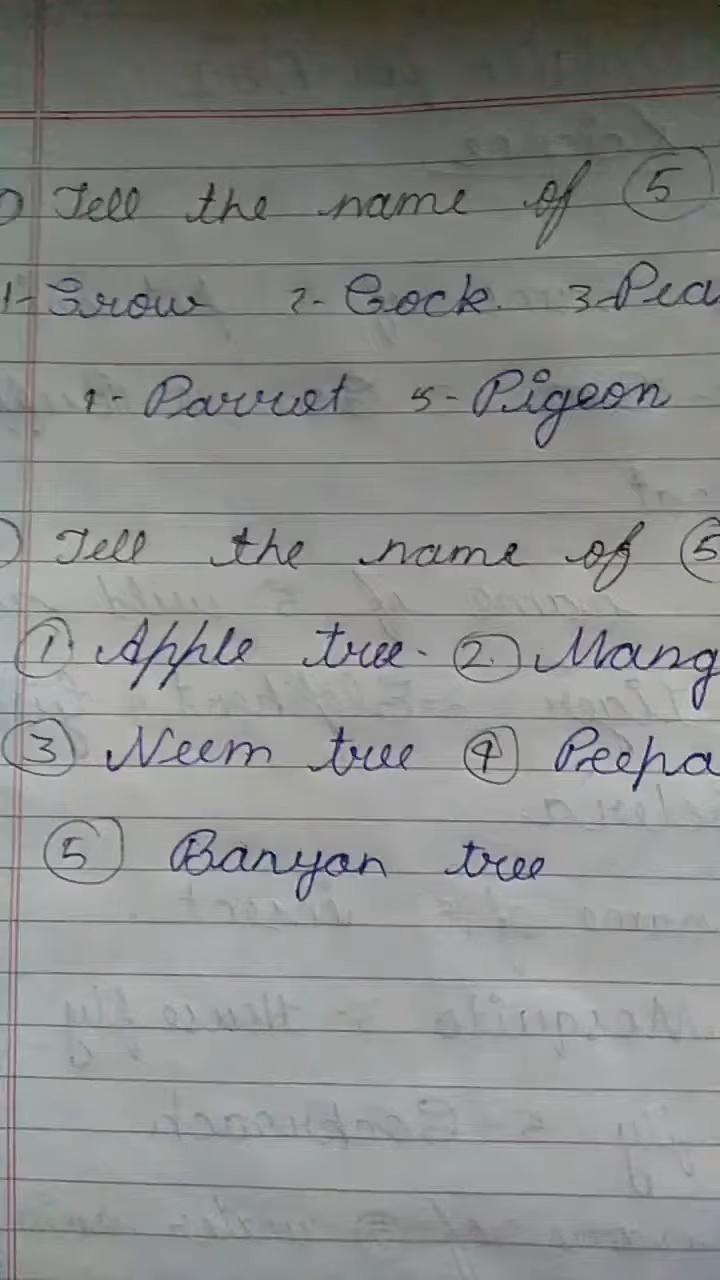 Tell the name of 5
1- Crow 2- Cock. 3- Pea
4- Parrot 5- Pigeon
Tell the name of 5
1. Apple tree. 2. Mang
3 Neem tree 4 Peepa
5 Banyan tree